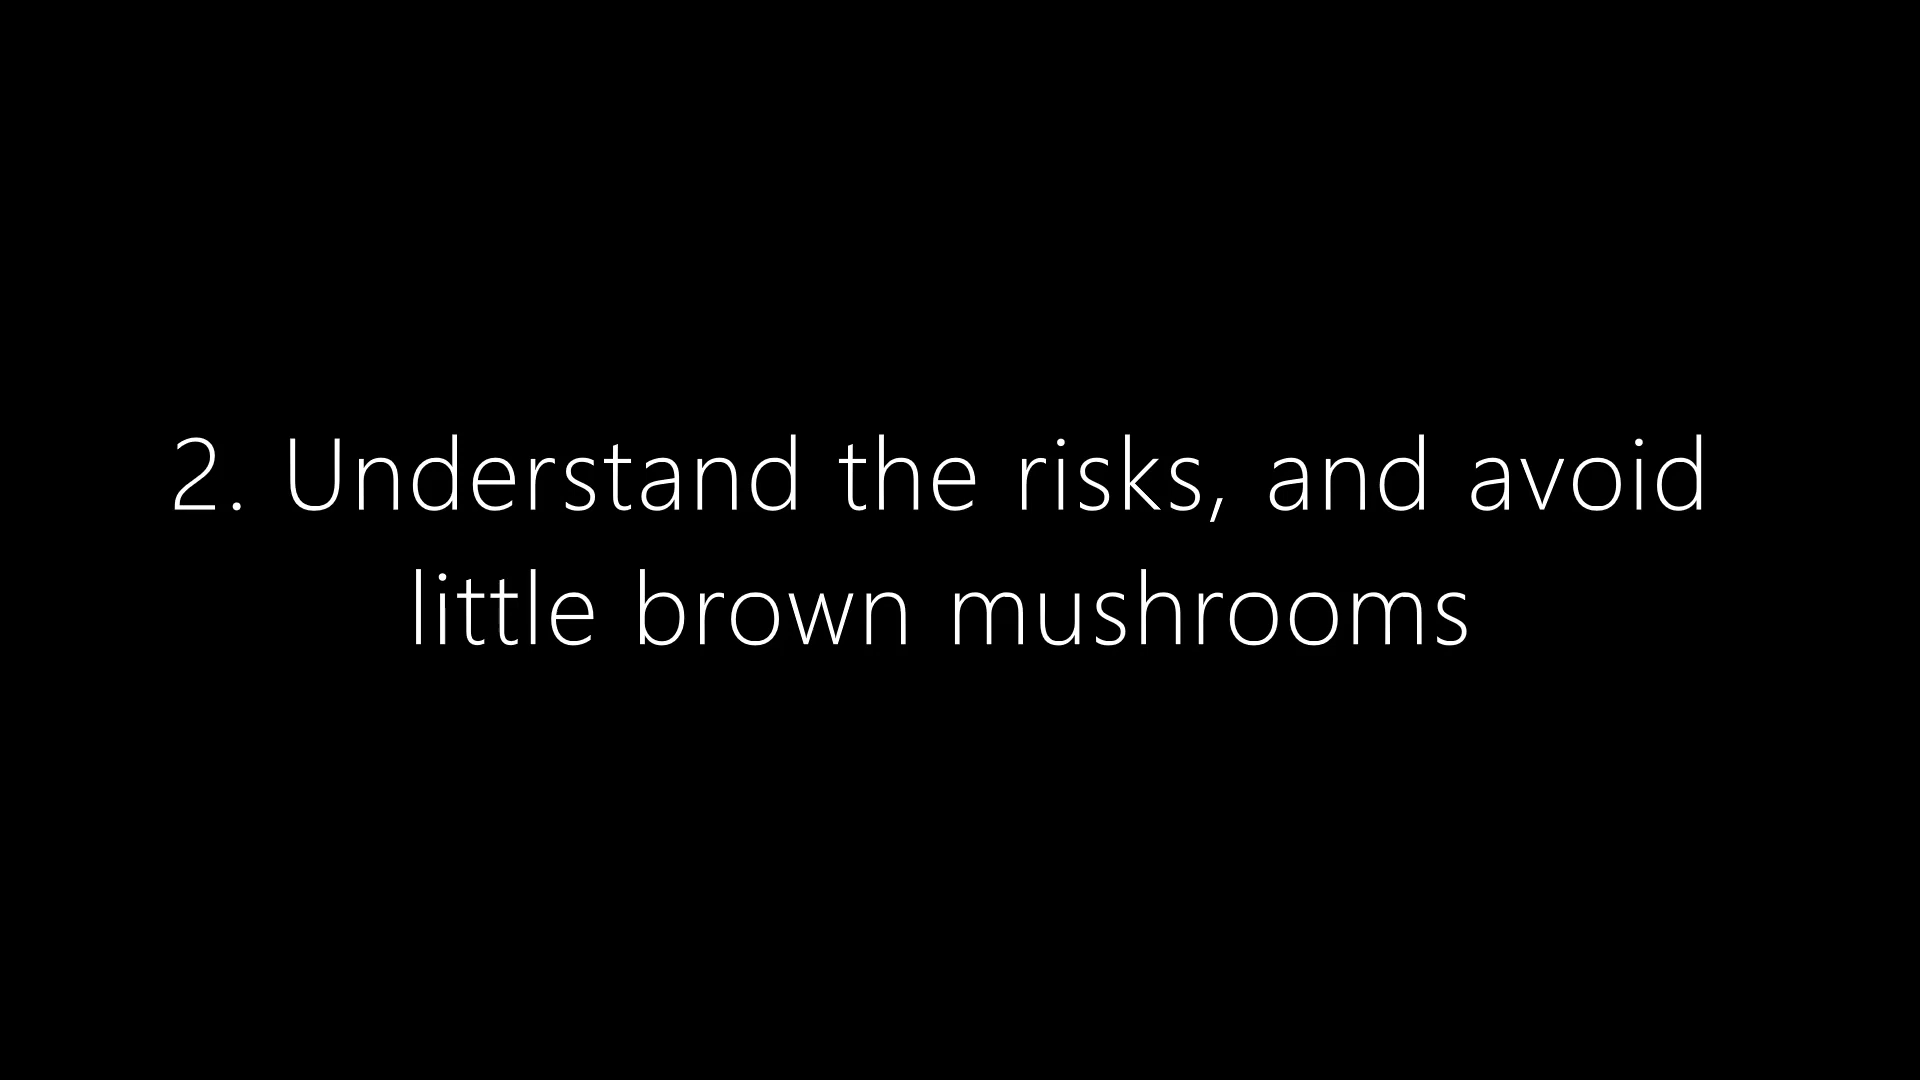 2. Understand the risks, and avoid
little brown mushrooms